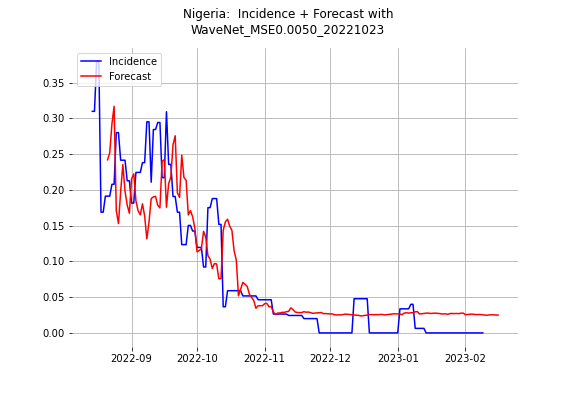 Nigeria:  Incidence + Forecast with
WaveNet_MSE0.0050_20221023
Incidence
Forecast
0.35
0.30
0.25
0.20
0.15
0.10
0.05
0.00
2022-09 2022-10 2022-11 2022-12 2023-01 2023-02